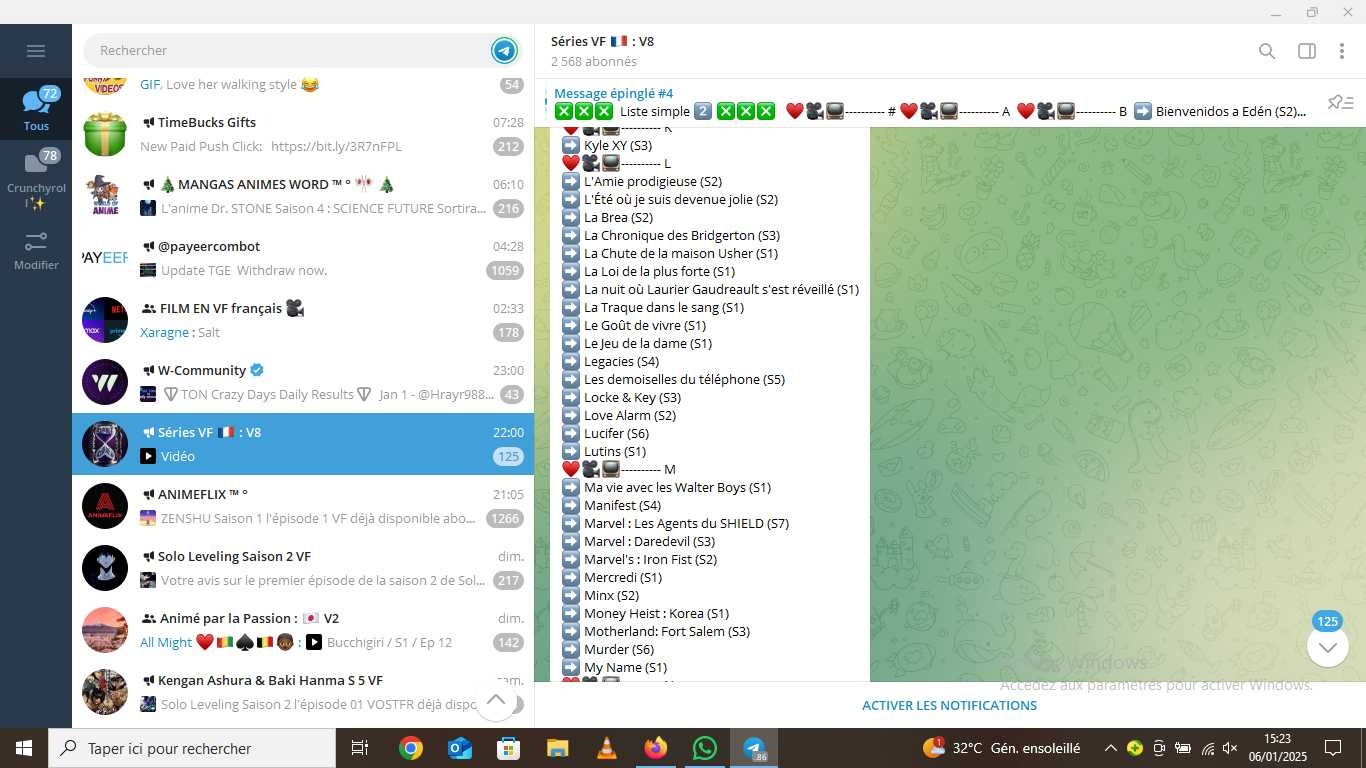 Rechercher
72
Tous
78
Crunchyrol
l✨
Modifier
VIDEOS
GIF, Love her walking style 😂
54
TimeBucks Gifts
07:28
New Paid Push Click: https://bit.ly/3R7nFPL
212
🎄MANGAS ANIMES WORD ™ ° 🎌 🎄
06:10
L'anime Dr. STONE Saison 4 : SCIENCE FUTURE Sortira...
216
PAYEER
@payeercombot
04:28
Update TGE Withdraw now.
1059
FILM EN VF français 🎥
02:33
Xaragne : Salt
178
W-Community
23:00
TON Crazy Days Daily Results Jan 1 - @Hrayr988...
43
Séries VF 🇫🇷 : V8
22:00
Vidéo
125
ANIMEFLIX
ANIMEFLIX ™ °
21:05
ZENSHU Saison 1 l'épisode 1 VF déjà disponible abo...
1266
Solo Leveling Saison 2 VF
dim.
Votre avis sur le premier épisode de la saison 2 de Sol...
217
Animé par la Passion : 🇯🇵 V2
dim.
All Might ❤️🇬🇳♠️🇧🇪👨🏾‍🦱 : Bucchigiri / S1 / Ep 12
142
Kengan Ashura & Baki Hanma S 5 VF
Solo Leveling Saison 2 l'épisode 01 VOSTFR déjà dispo
Séries VF 🇫🇷 : V8
2 568 abonnés
Message épinglé #4
❎❎❎ Liste simple 2️⃣ ❎❎❎ ❤️🎥📺---------- # ❤️🎥📺---------- A ❤️🎥📺---------- B ➡️ Bienvenidos a Edén (S2)...
❤️🎥📺---------- K
➡️ Kyle XY (S3)
❤️🎥📺---------- L
➡️ L'Amie prodigieuse (S2)
➡️ L'Été où je suis devenue jolie (S2)
➡️ La Brea (S2)
➡️ La Chronique des Bridgerton (S3)
➡️ La Chute de la maison Usher (S1)
➡️ La Loi de la plus forte (S1)
➡️ La nuit où Laurier Gaudreault s'est réveillé (S1)
➡️ La Traque dans le sang (S1)
➡️ Le Goût de vivre (S1)
➡️ Le Jeu de la dame (S1)
➡️ Legacies (S4)
➡️ Les demoiselles du téléphone (S5)
➡️ Locke & Key (S3)
➡️ Love Alarm (S2)
➡️ Lucifer (S6)
➡️ Lutins (S1)
❤️🎥📺---------- M
➡️ Ma vie avec les Walter Boys (S1)
➡️ Manifest (S4)
➡️ Marvel : Les Agents du SHIELD (S7)
➡️ Marvel : Daredevil (S3)
➡️ Marvel's : Iron Fist (S2)
➡️ Mercredi (S1)
➡️ Minx (S2)
➡️ Money Heist : Korea (S1)
➡️ Motherland: Fort Salem (S3)
➡️ Murder (S6)
➡️ My Name (S1)
125
Windows
Accédez aux paramètres pour activer Windows.
ACTIVER LES NOTIFICATIONS
Taper ici pour rechercher
86
1
32°C Gén. ensoleillé
15:23
06/01/2025